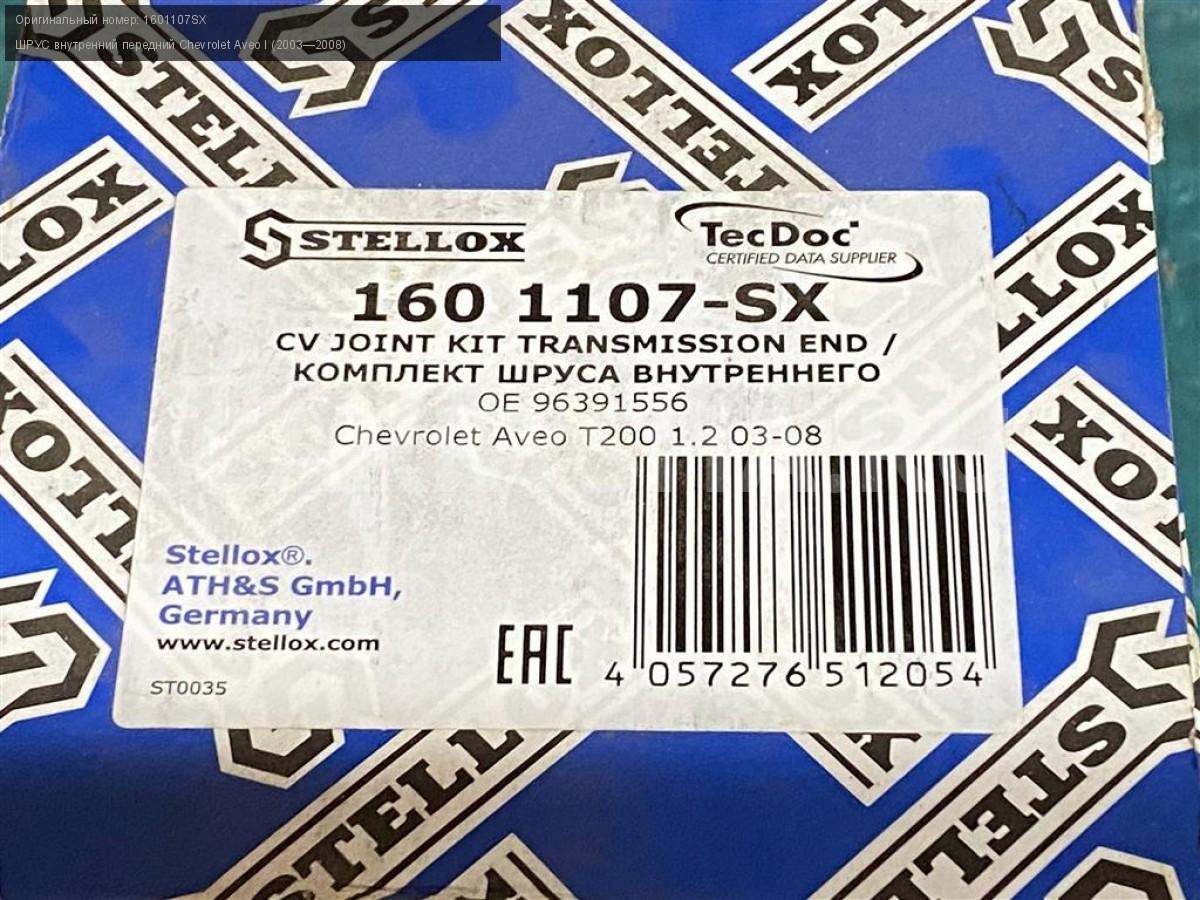 Оригинальный номер: 1601107SX
ШРУС внутренний передний Chevrolet Aveo I (2003—2008)
STELLOX
TecDoc
CERTIFIED DATA SUPPLIER
160 1107-SX
CV JOINT KIT TRANSMISSION END /
КОМПЛЕКТ ШРУСА ВНУТРЕННЕГО
OE 96391556
Chevrolet Aveo T200 1.2 03-08
Stellox®.
ATH&S GmbH,
Germany
www.stellox.com
ST0035
EAC
4 057276 512054